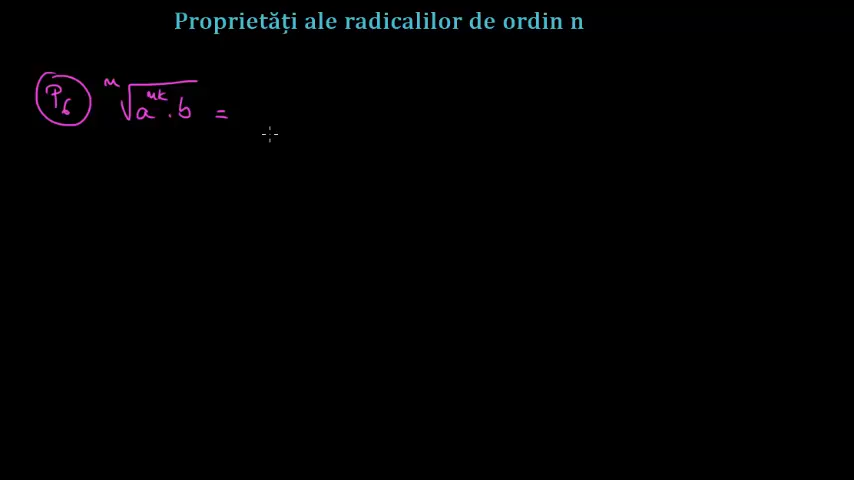 Proprietăți ale radicalilor de ordin n
P₆ ⁿ√(a^{nk} · b) =